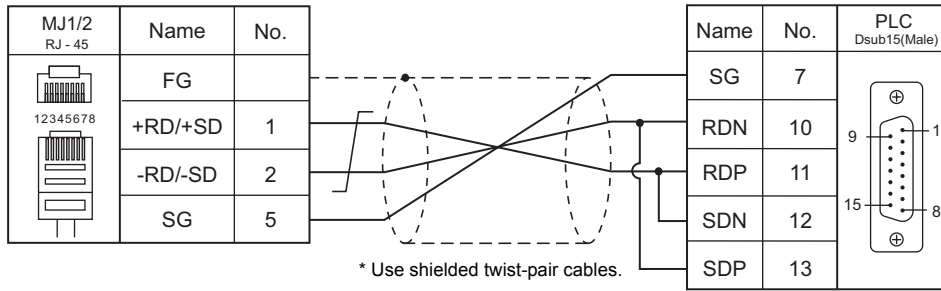 MJ1/2
RJ - 45
Name No.
FG
12345678
+RD/+SD 1
-RD/-SD 2
SG 5
* Use shielded twist-pair cables.
Name No.
PLC
Dsub15(Male)
SG 7
RDN 10
RDP 11
SDN 12
SDP 13
9 1
15 8